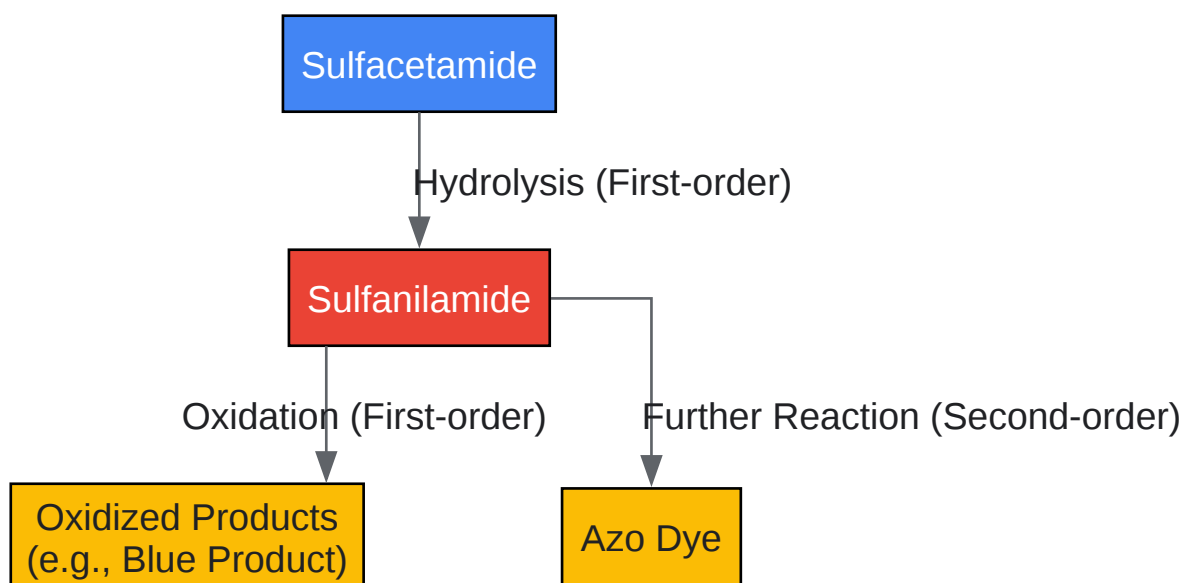 Sulfacetamide
Hydrolysis (First-order)
Sulfanilamide
Oxidation (First-order)
Further Reaction (Second-order)
Oxidized Products
(e.g., Blue Product)
Azo Dye